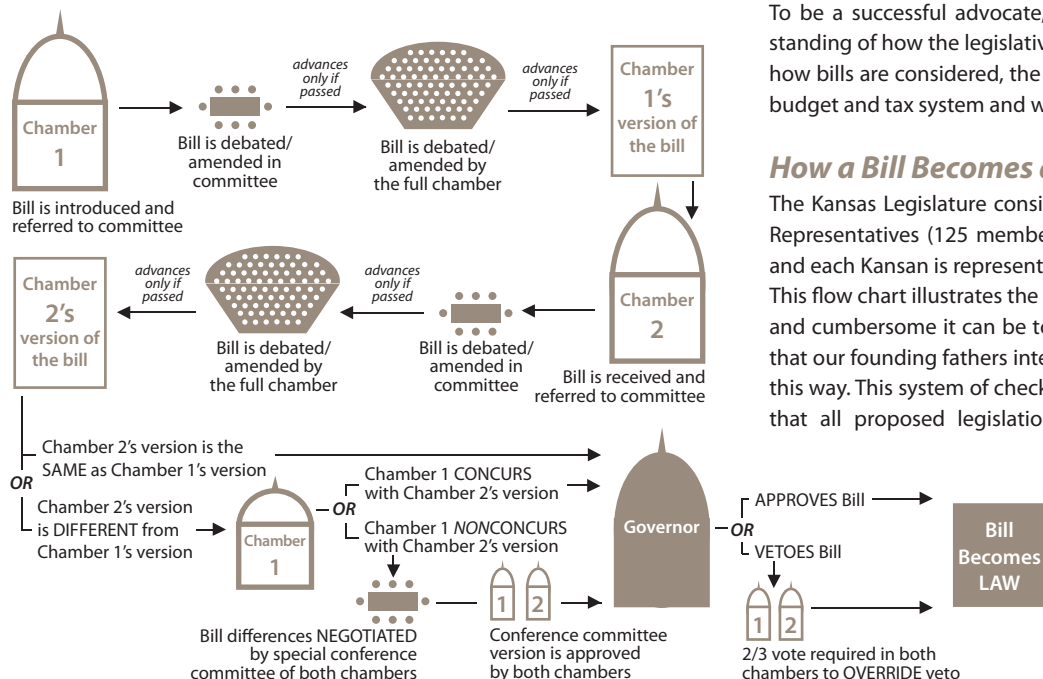 Chamber
1
Bill is introduced and
referred to committee
Bill is debated/
amended in
committee
advances
only if
passed
Bill is debated/
amended by
the full chamber
advances
only if
passed
Chamber
1's
version of
the bill
Chamber
2
Bill is received and
referred to committee
Bill is debated/
amended in
committee
advances
only if
passed
Bill is debated/
amended by
the full chamber
advances
only if
passed
Chamber
2's
version of
the bill
Chamber 2's version is the
SAME as Chamber 1's version
OR
Chamber 2's version
is DIFFERENT from
Chamber 1's version
Chamber
1
Chamber 1 CONCURS
with Chamber 2's version
OR
Chamber 1 NONCONCURS
with Chamber 2's version
Bill differences NEGOTIATED
by special conference
committee of both chambers
1 2
Conference committee
version is approved
by both chambers
Governor
APPROVES Bill
OR
VETOES Bill
1 2
2/3 vote required in both
chambers to OVERRIDE veto
Bill
Becomes
LAW
To be a successful advocate,
standing of how the legislativ
how bills are considered, the
budget and tax system and w
How a Bill Becomes a
The Kansas Legislature consi
Representatives (125 membe
and each Kansan is represent
This flow chart illustrates the
and cumbersome it can be to
that our founding fathers inte
this way. This system of check
that all proposed legislatio